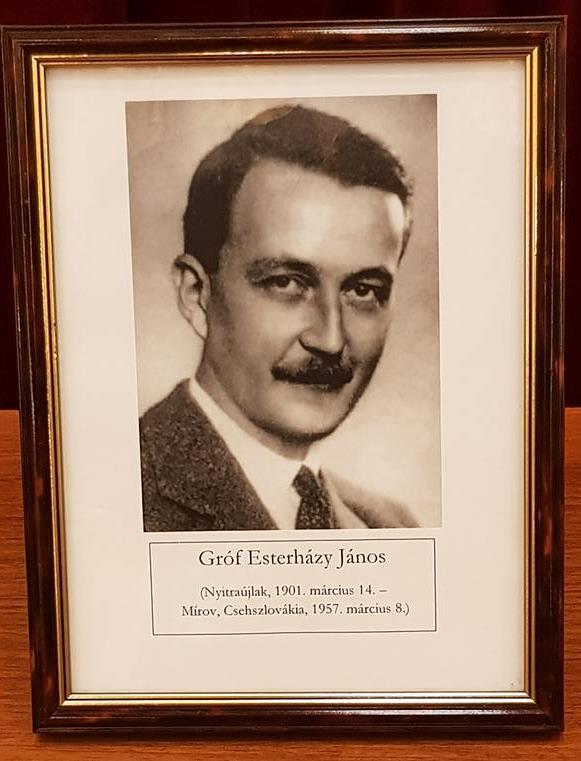 Gróf Esterházy János
(Nyitraújlak, 1901. március 14. –
Mírov, Csehszlovákia, 1957. március 8.)